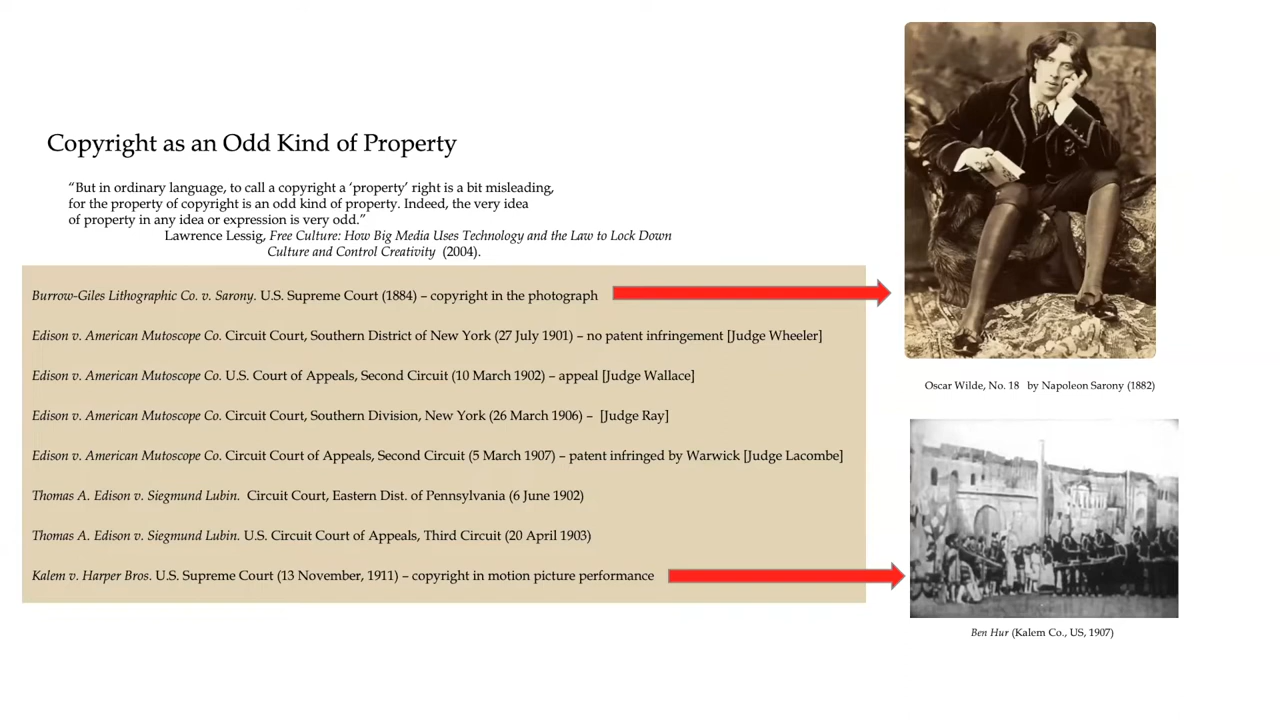 Copyright as an Odd Kind of Property
“But in ordinary language, to call a copyright a ‘property’ right is a bit misleading,
for the property of copyright is an odd kind of property. Indeed, the very idea
of property in any idea or expression is very odd.”
Lawrence Lessig, Free Culture: How Big Media Uses Technology and the Law to Lock Down
Culture and Control Creativity (2004).
Burrow-Giles Lithographic Co. v. Sarony. U.S. Supreme Court (1884) – copyright in the photograph
Edison v. American Mutoscope Co. Circuit Court, Southern District of New York (27 July 1901) – no patent infringement [Judge Wheeler]
Edison v. American Mutoscope Co. U.S. Court of Appeals, Second Circuit (10 March 1902) – appeal [Judge Wallace]
Edison v. American Mutoscope Co. Circuit Court, Southern Division, New York (26 March 1906) – [Judge Ray]
Edison v. American Mutoscope Co. Circuit Court of Appeals, Second Circuit (5 March 1907) – patent infringed by Warwick [Judge Lacombe]
Thomas A. Edison v. Siegmund Lubin. Circuit Court, Eastern Dist. of Pennsylvania (6 June 1902)
Thomas A. Edison v. Siegmund Lubin. U.S. Circuit Court of Appeals, Third Circuit (20 April 1903)
Kalem v. Harper Bros. U.S. Supreme Court (13 November, 1911) – copyright in motion picture performance
Oscar Wilde, No. 18 by Napoleon Sarony (1882)
Ben Hur (Kalem Co., US, 1907)